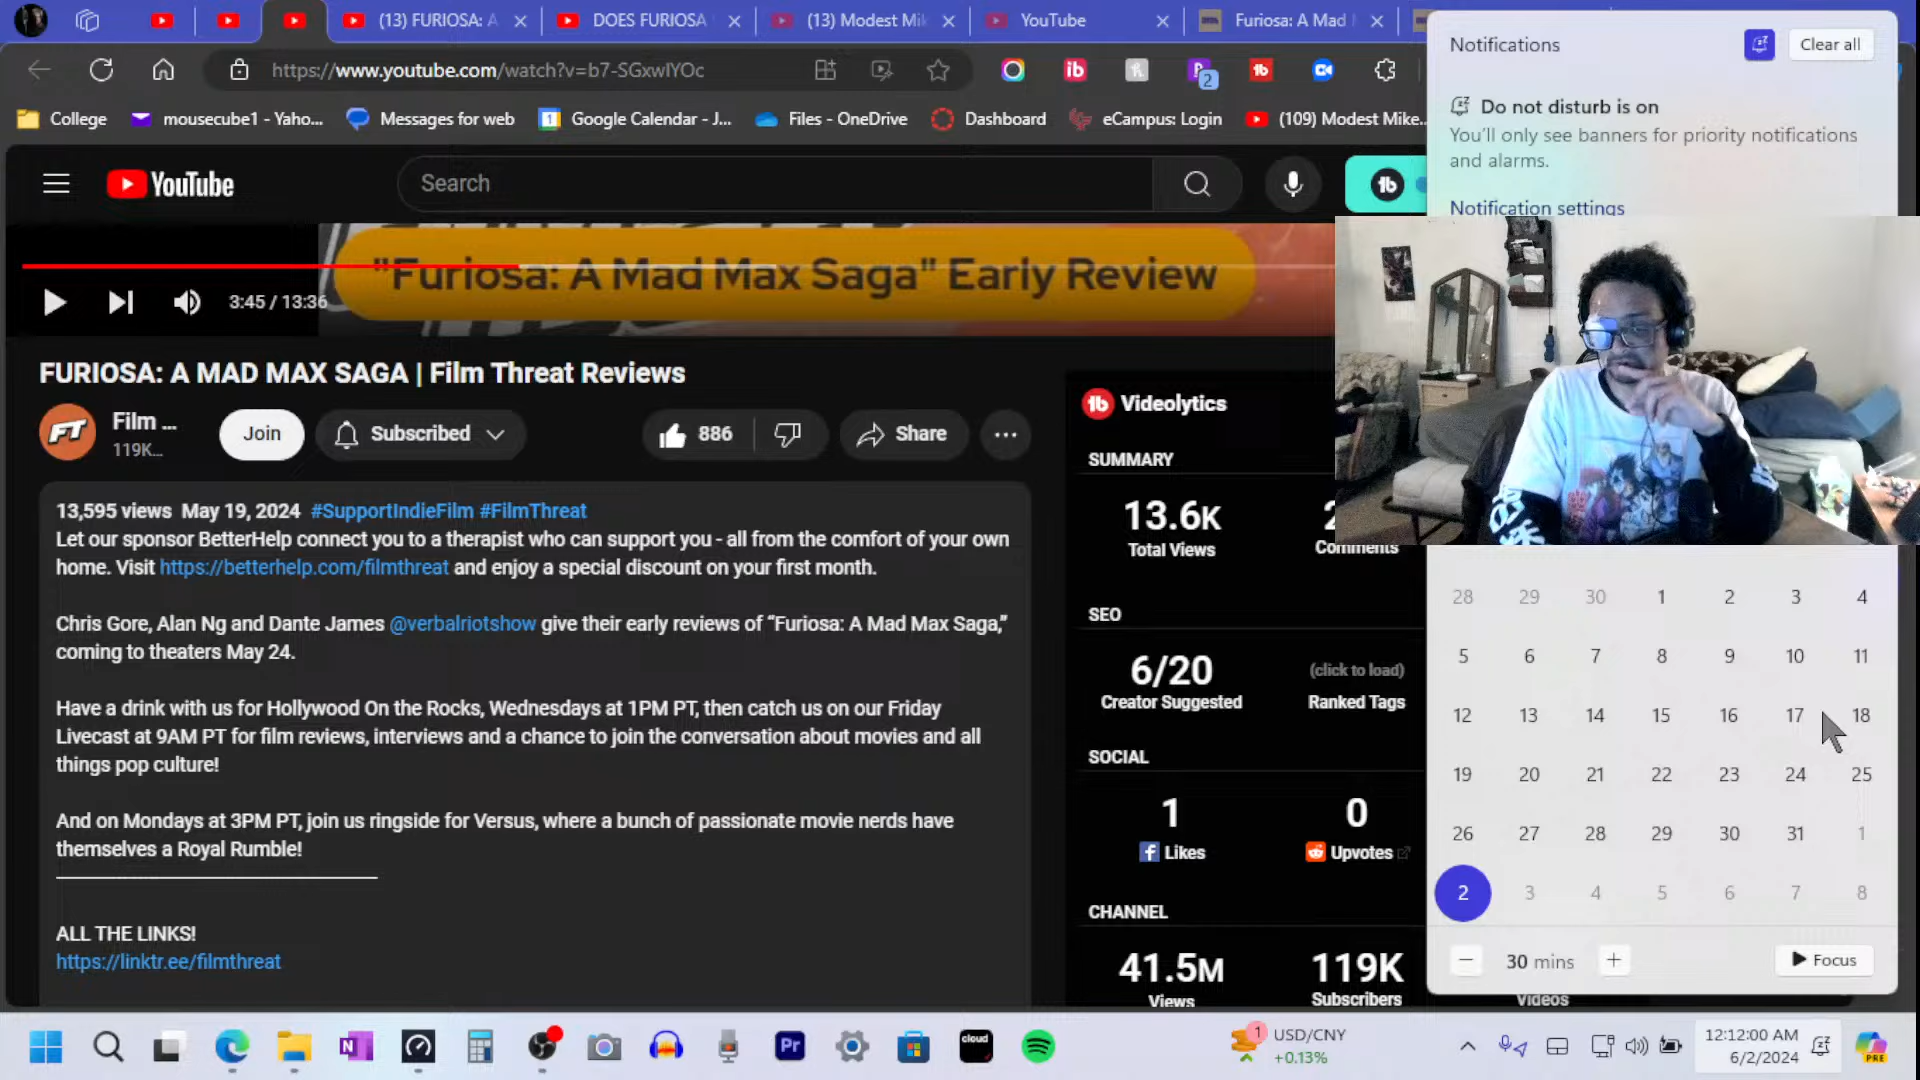 (13) FURIOSA: A
DOES FURIOSA
(13) Modest Mik
YouTube
Furiosa: A Mad
https://www.youtube.com/watch?v=b7-SGxwIYOc
2
College
mousecube1 - Yaho...
Messages for web
Google Calendar - J...
Files - OneDrive
Dashboard
eCampus: Login
(109) Modest Mike...
Notifications
Clear all
Do not disturb is on
You'll only see banners for priority notifications
and alarms.
Notification settings
YouTube
Search
"Furiosa: A Mad Max Saga" Early Review
3:45 / 13:36
FURIOSA: A MAD MAX SAGA | Film Threat Reviews
FT
Film ...
119K...
Join
Subscribed
886
Share
13,595 views May 19, 2024 #SupportIndieFilm #FilmThreat
Let our sponsor BetterHelp connect you to a therapist who can support you - all from the comfort of your own
home. Visit https://betterhelp.com/filmthreat and enjoy a special discount on your first month.
Chris Gore, Alan Ng and Dante James @verbalriotshow give their early reviews of “Furiosa: A Mad Max Saga,”
coming to theaters May 24.
Have a drink with us for Hollywood On the Rocks, Wednesdays at 1PM PT, then catch us on our Friday
Livecast at 9AM PT for film reviews, interviews and a chance to join the conversation about movies and all
things pop culture!
And on Mondays at 3PM PT, join us ringside for Versus, where a bunch of passionate movie nerds have
themselves a Royal Rumble!
ALL THE LINKS!
https://linktr.ee/filmthreat
Videolytics
SUMMARY
13.6K
Total Views
Comments
SEO
6/20
Creator Suggested
(click to load)
Ranked Tags
SOCIAL
1
Likes
0
Upvotes
CHANNEL
41.5M
Views
119K
Subscribers
Videos
28 29 30 1 2 3 4
5 6 7 8 9 10 11
12 13 14 15 16 17 18
19 20 21 22 23 24 25
26 27 28 29 30 31 1
2 3 4 5 6 7 8
30 mins
Focus
Pr
cloud
1
USD/CNY
+0.13%
12:12:00 AM
6/2/2024
PRE